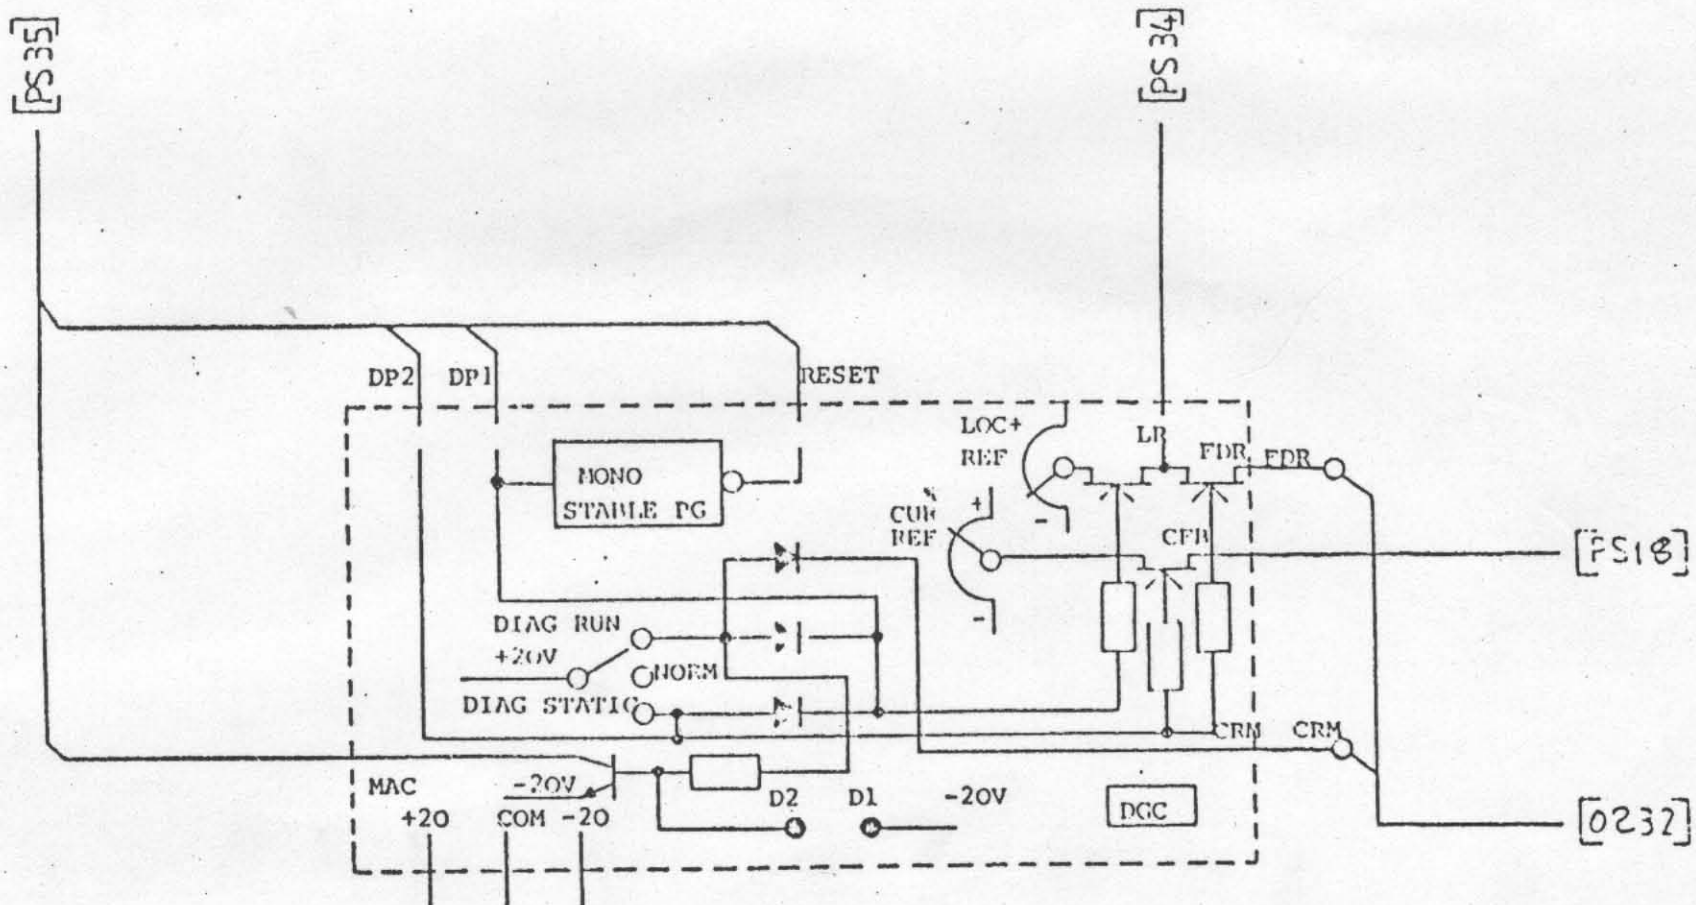 [PS35]
[PS34]
DP2
DP1
RESET
LOC+
REF
LR
FDR
FDR
MONO
STABLE PG
CUR
REF
+
-
CFB
[PS18]
DIAG RUN
+20V
NORM
DIAG STATIC
-
CRM
CRM
MAC
-20V
+20
COM
-20
D2
D1
-20V
DGC
[0232]